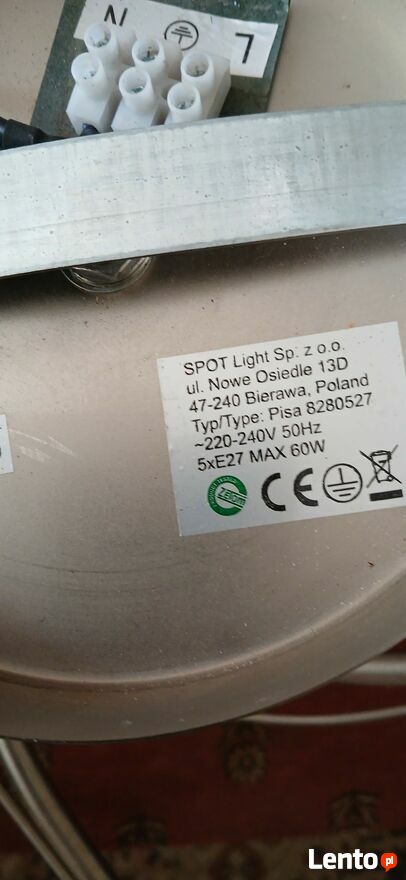 N L
SPOT Light Sp. z o.o.
ul. Nowe Osiedle 13D
47-240 Bierawa, Poland
Typ/Type: Pisa 8280527
~220-240V 50Hz
5xE27 MAX 60W
CE
Lento.pl